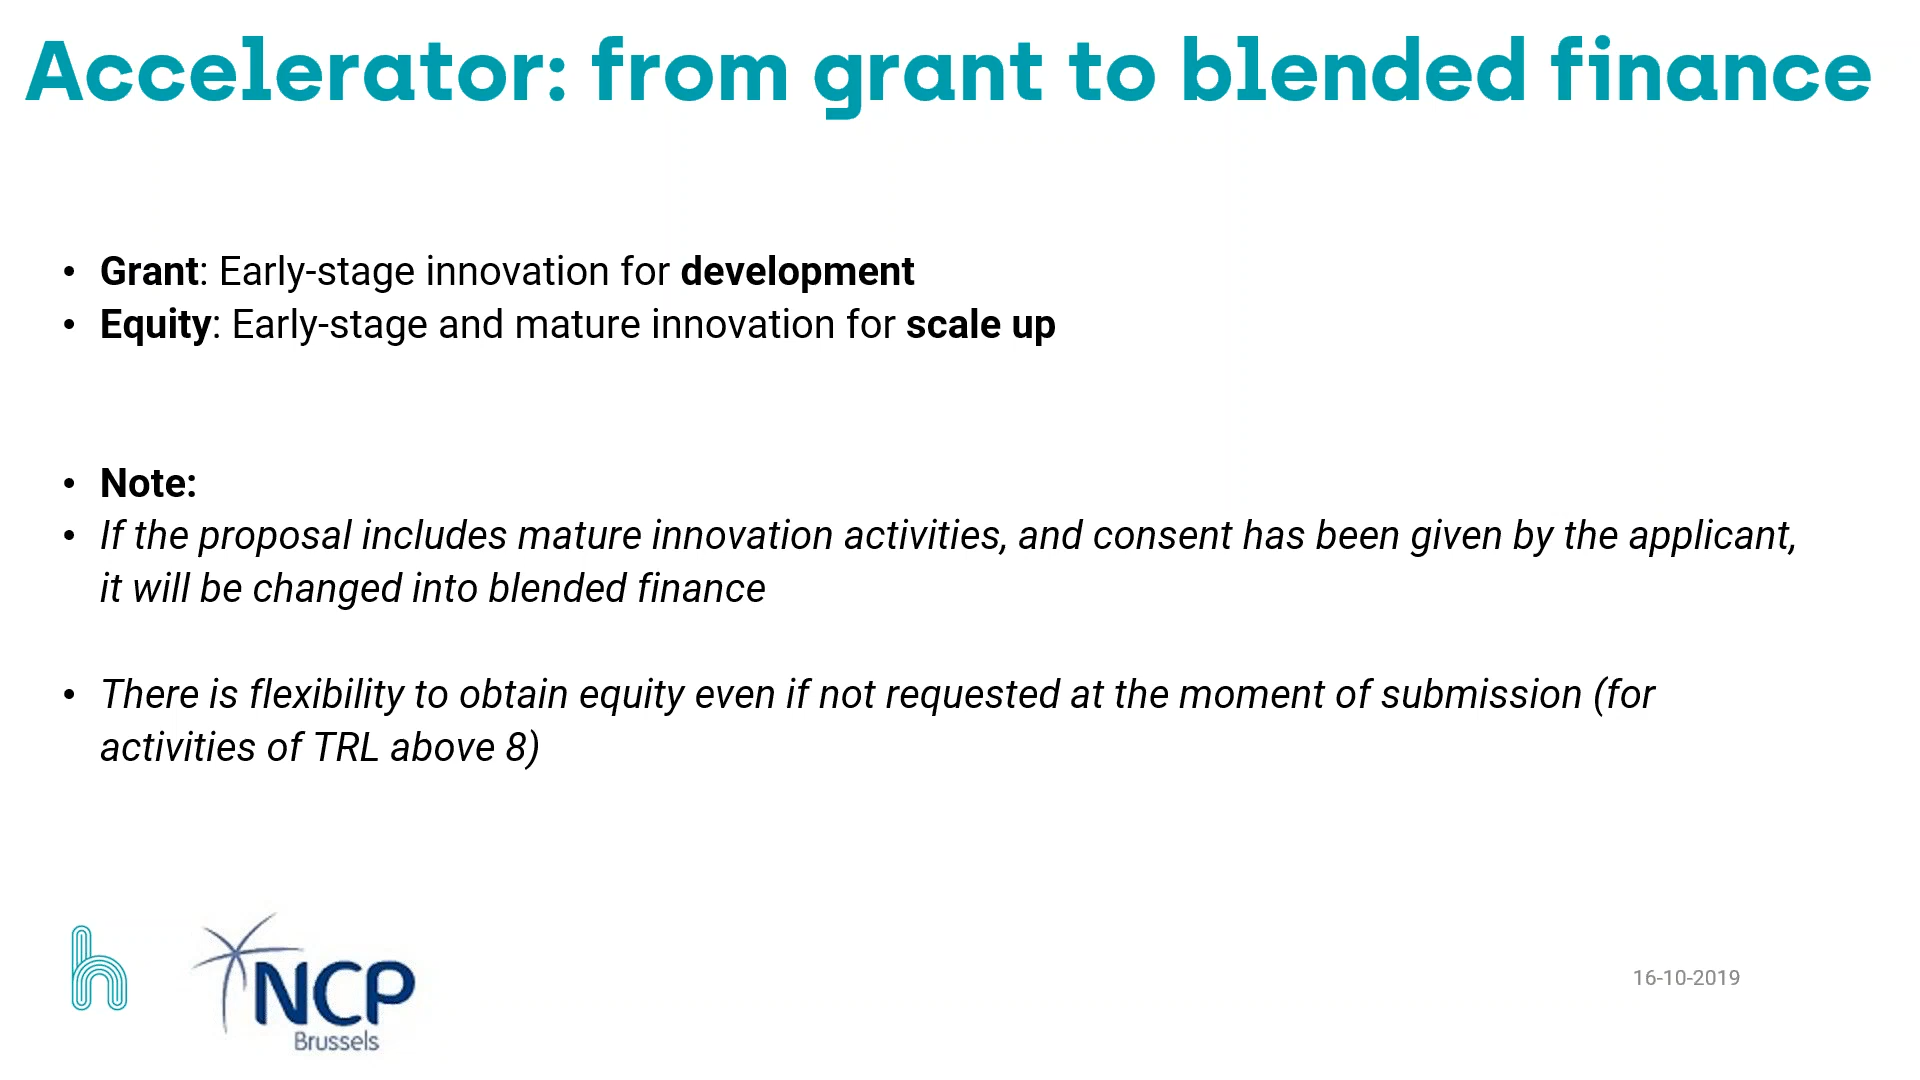 Accelerator: from grant to blended finance
• Grant: Early-stage innovation for development
• Equity: Early-stage and mature innovation for scale up
• Note:
• If the proposal includes mature innovation activities, and consent has been given by the applicant,
it will be changed into blended finance
• There is flexibility to obtain equity even if not requested at the moment of submission (for
activities of TRL above 8)
h
NCP
Brussels
16-10-2019